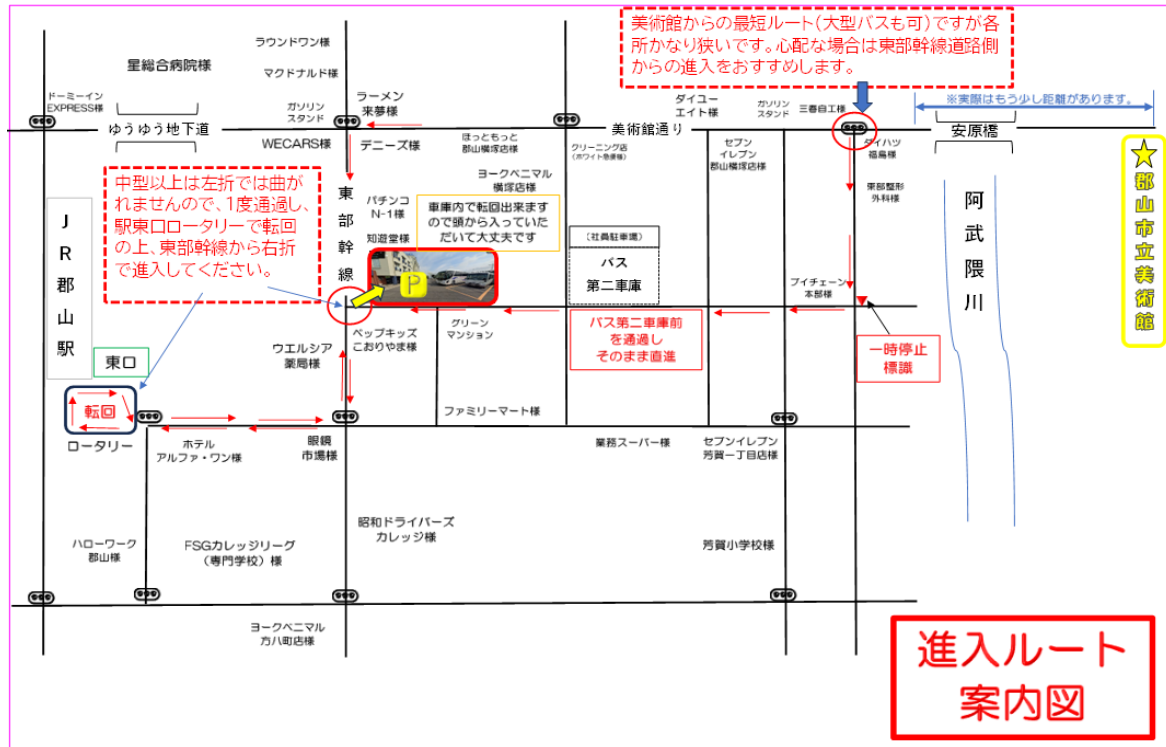 美術館からの最短ルート(大型バスも可)ですが各
所かなり狭いです。心配な場合は東部幹線道路側
からの進入をおすすめします。
ラウンドワン様
星総合病院様
マクドナルド様
ドーミーイン
EXPRESS様
ガソリン
スタンド
ラーメン
来夢様
ダイユー
エイト様
ガソリン
スタンド
三春自工様
※実際はもう少し距離があります。
ゆうゆう地下道
美術館通り
安原橋
WECARS様
デニーズ様
ほっともっと
郡山横塚店様
クリーニング店
(ホワイト急便様)
セブン
イレブン
郡山横塚店様
ダイハツ
福島様
★郡山市立美術館
中型以上は左折では曲が
れませんので、1度通過し、
駅東口ロータリーで転回
の上、東部幹線から右折
で進入してください。
東部幹線
パチンコ
N-1様
知遊堂様
ヨークベニマル
横塚店様
車庫内で転回出来ます
ので頭から入っていた
だいて大丈夫です
東部整形
外科様
阿武隈川
JR郡山駅
P
(社員駐車場)
バス
第二車庫
ブイチェーン
本部様
ペップキッズ
こおりやま様
グリーン
マンション
バス第二車庫前
を通過し
そのまま直進
一時停止
標識
ウエルシア
薬局様
東口
転回
ロータリー
ファミリーマート様
ホテル
アルファ・ワン様
眼鏡
市場様
業務スーパー様
セブンイレブン
芳賀一丁目店様
昭和ドライバーズ
カレッジ様
ハローワーク
郡山様
FSGカレッジリーグ
(専門学校)様
芳賀小学校様
ヨークベニマル
方八町店様
進入ルート
案内図